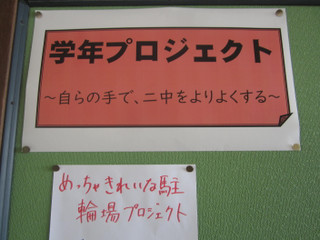 学年プロジェクト
～自らの手で、二中をよりよくする～
めっちゃきれいな駐
輪場プロジェクト